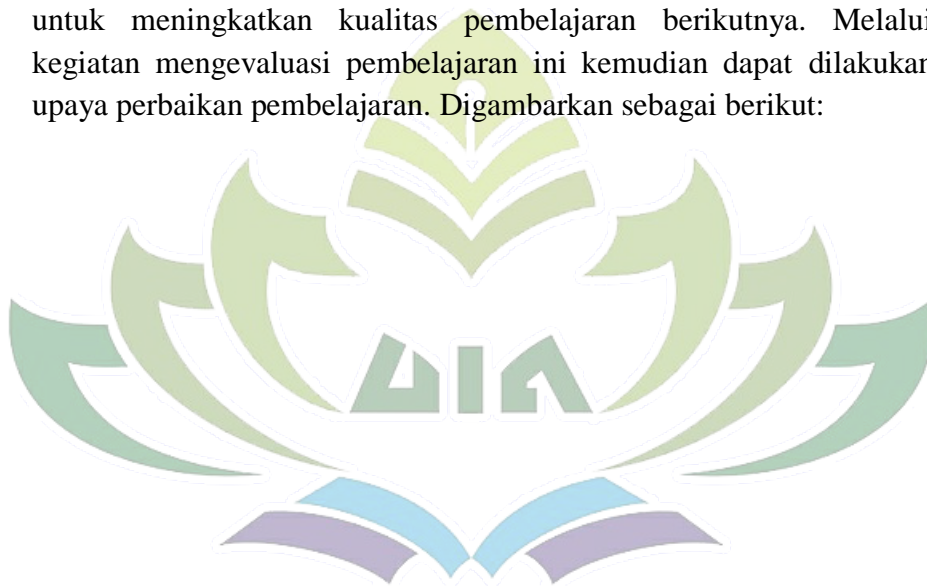 untuk meningkatkan kualitas pembelajaran berikutnya. Melalui
kegiatan mengevaluasi pembelajaran ini kemudian dapat dilakukan
upaya perbaikan pembelajaran. Digambarkan sebagai berikut: